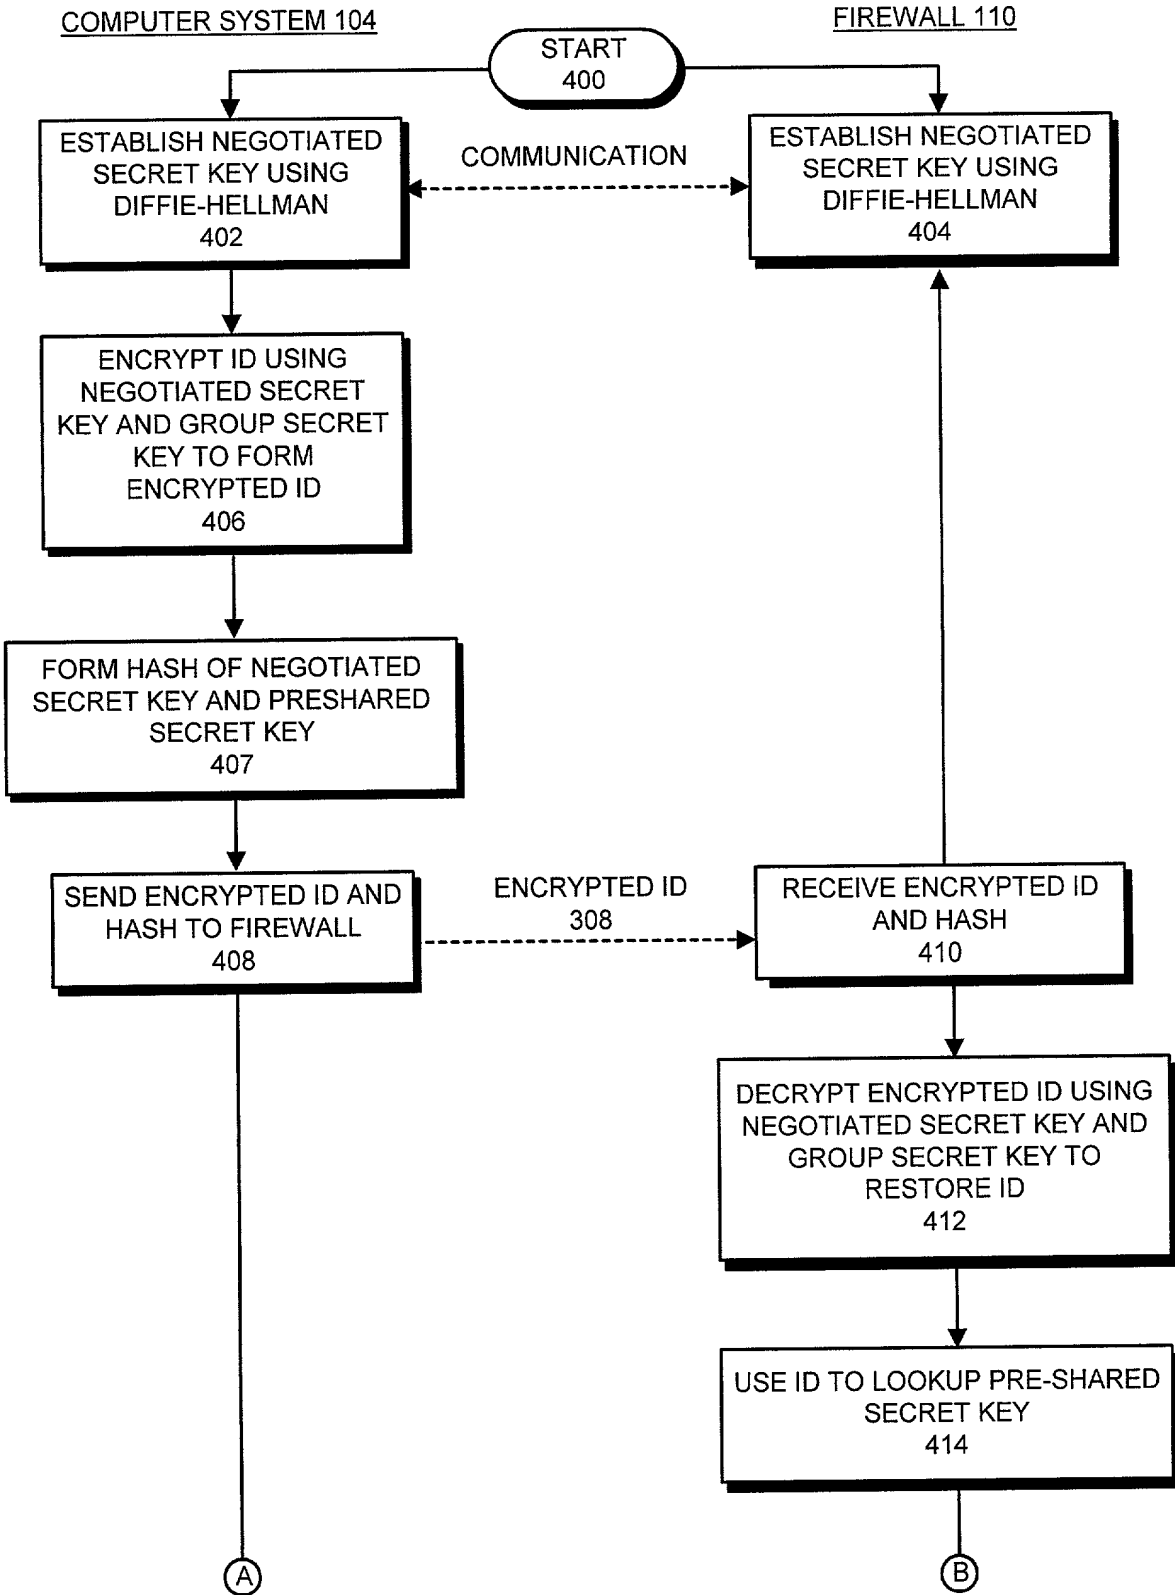 COMPUTER SYSTEM 104
FIREWALL 110
START
400
ESTABLISH NEGOTIATED
SECRET KEY USING
DIFFIE-HELLMAN
402
COMMUNICATION
ESTABLISH NEGOTIATED
SECRET KEY USING
DIFFIE-HELLMAN
404
ENCRYPT ID USING
NEGOTIATED SECRET
KEY AND GROUP SECRET
KEY TO FORM
ENCRYPTED ID
406
FORM HASH OF NEGOTIATED
SECRET KEY AND PRESHARED
SECRET KEY
407
SEND ENCRYPTED ID AND
HASH TO FIREWALL
408
ENCRYPTED ID
308
RECEIVE ENCRYPTED ID
AND HASH
410
DECRYPT ENCRYPTED ID USING
NEGOTIATED SECRET KEY AND
GROUP SECRET KEY TO
RESTORE ID
412
USE ID TO LOOKUP PRE-SHARED
SECRET KEY
414
A
B